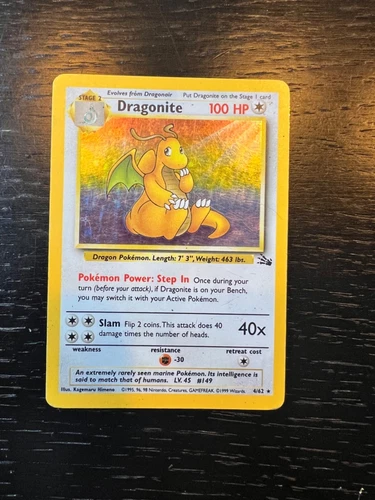 Evolves from Dragonair Put Dragonite on the Stage 1 card
STAGE 2
Dragonite 100 HP
Dragon Pokémon. Length: 7' 3", Weight: 463 lbs.
Pokémon Power: Step In Once during your
turn (before your attack), if Dragonite is on your Bench,
you may switch it with your Active Pokémon.
Slam Flip 2 coins. This attack does 40
damage times the number of heads.
40x
weakness resistance retreat cost
-30
An extremely rarely seen marine Pokémon. Its intelligence is
said to match that of humans. LV. 45 #149
Illus. Kagemaru Himeno ©1995, 96, 98 Nintendo, Creatures, GAMEFREAK. ©1999 Wizards. 4/62